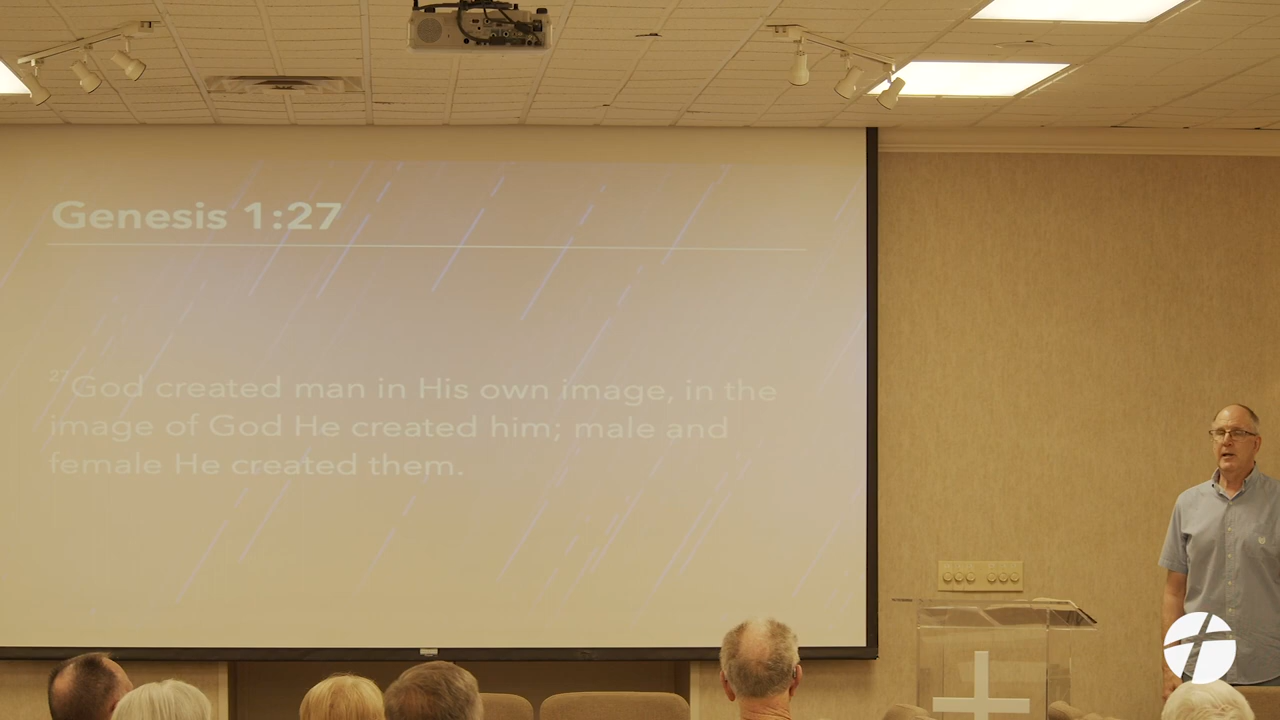 Genesis 1:27
27 God created man in His own image, in the
image of God He created him; male and
female He created them.